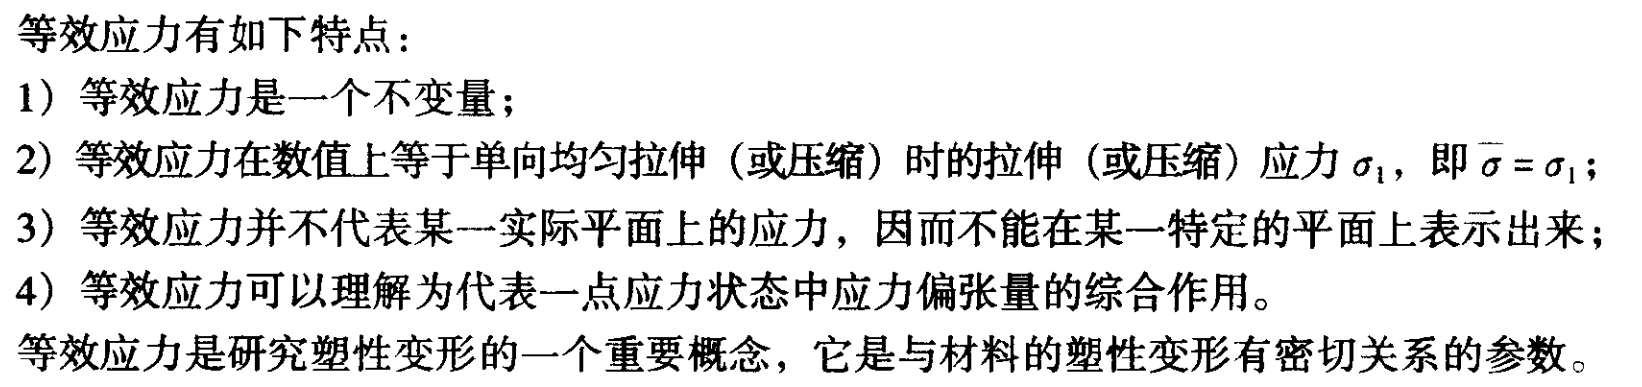 等效应力有如下特点：
1）等效应力是一个不变量；
2）等效应力在数值上等于单向均匀拉伸（或压缩）时的拉伸（或压缩）应力 σ₁，即 σ̄ = σ₁；
3）等效应力并不代表某一实际平面上的应力，因而不能在某一特定的平面上表示出来；
4）等效应力可以理解为代表一点应力状态中应力偏张量的综合作用。
等效应力是研究塑性变形的一个重要概念，它是与材料的塑性变形有密切关系的参数。